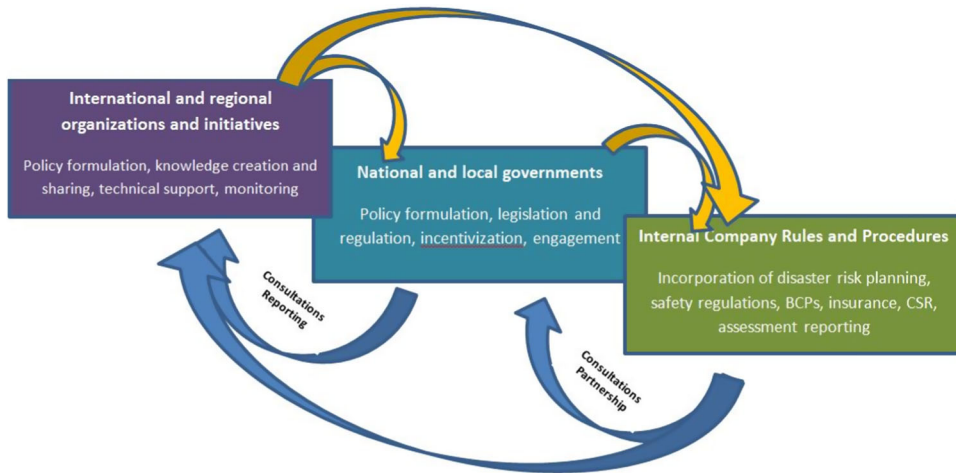 International and regional
organizations and initiatives
Policy formulation, knowledge creation and
sharing, technical support, monitoring
National and local governments
Policy formulation, legislation and
regulation, incentivization, engagement
Internal Company Rules and Procedures
Incorporation of disaster risk planning,
safety regulations, BCPs, insurance, CSR,
assessment reporting
Consultations
Reporting
Consultations
Partnership